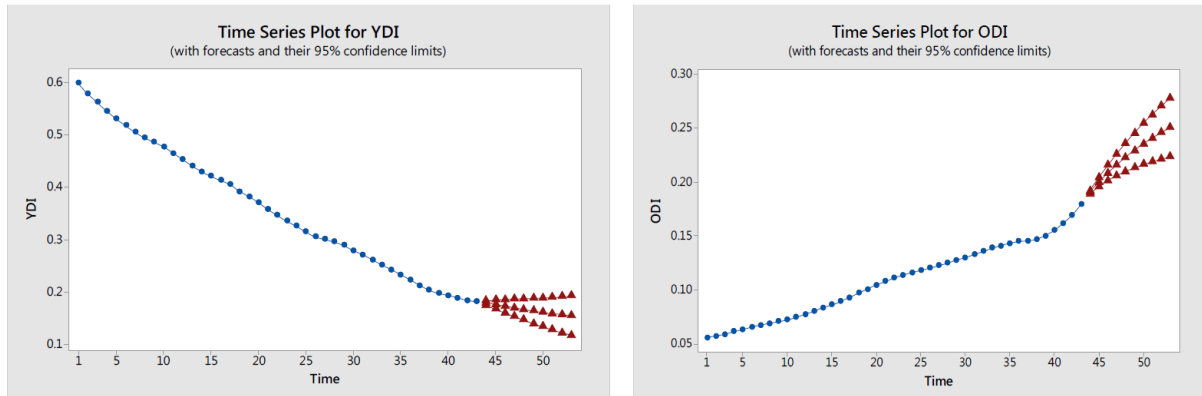 Time Series Plot for YDI
(with forecasts and their 95% confidence limits)
0.6
0.5
0.4
0.3
0.2
0.1
YDI
1 5 10 15 20 25 30 35 40 45 50
Time
Time Series Plot for ODI
(with forecasts and their 95% confidence limits)
0.30
0.25
0.20
0.15
0.10
0.05
ODI
1 5 10 15 20 25 30 35 40 45 50
Time